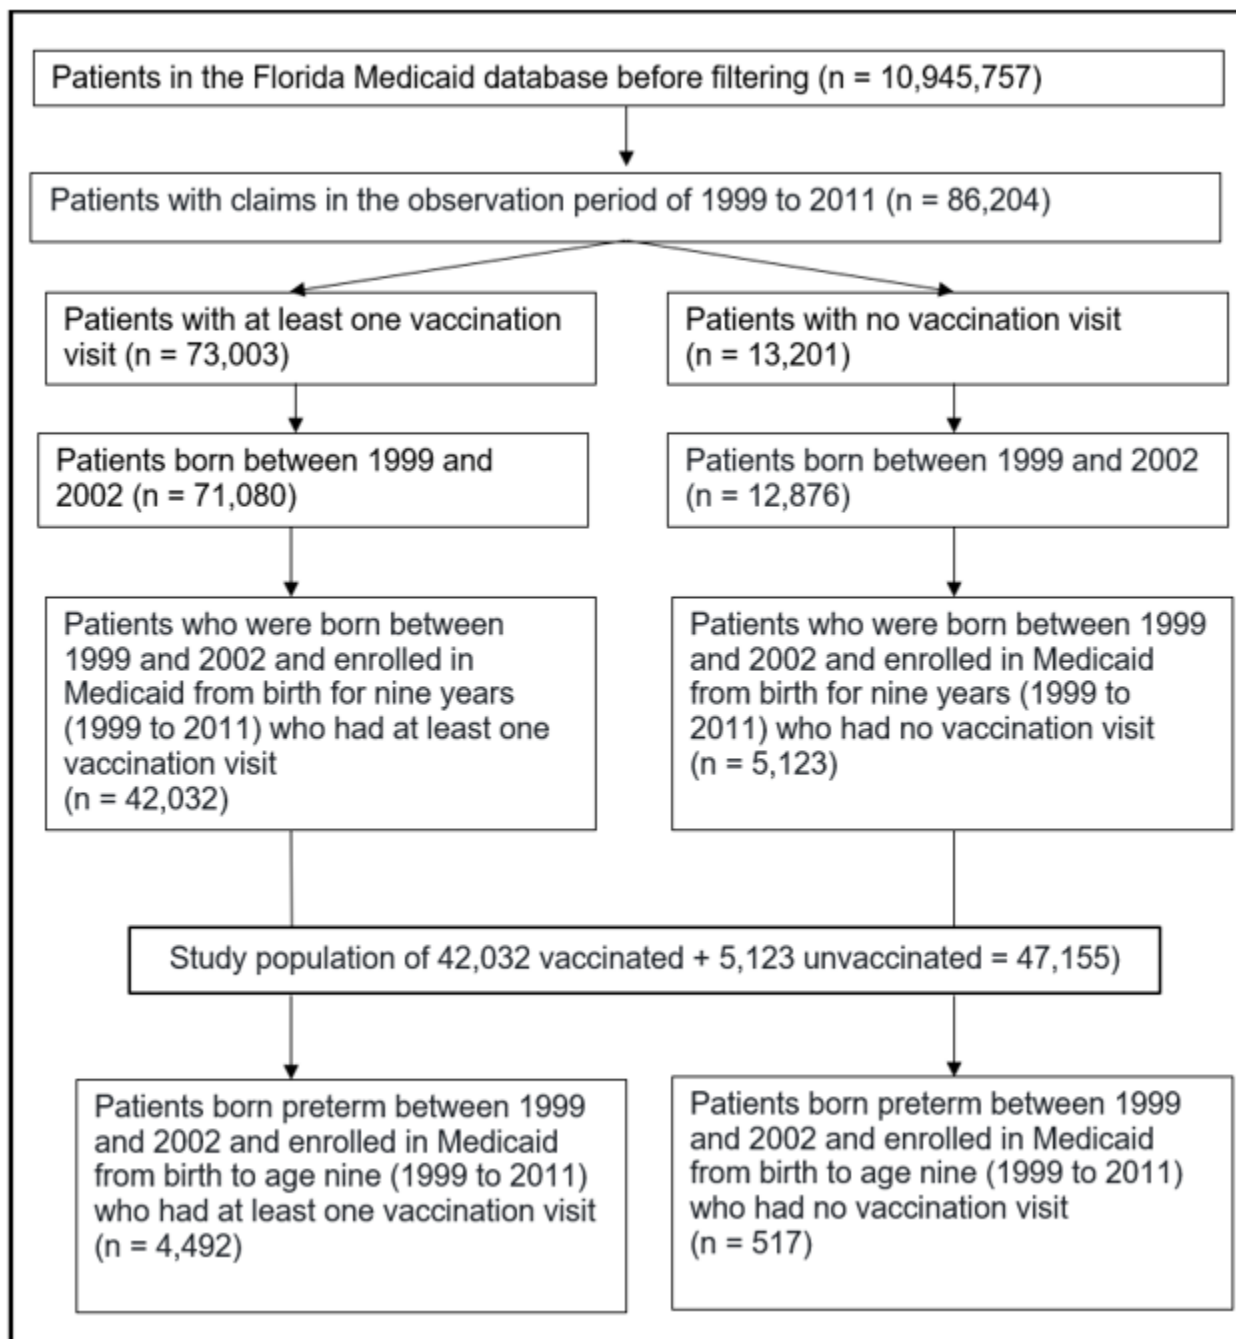 Patients in the Florida Medicaid database before filtering (n = 10,945,757)
Patients with claims in the observation period of 1999 to 2011 (n = 86,204)
Patients with at least one vaccination
visit (n = 73,003)
Patients with no vaccination visit
(n = 13,201)
Patients born between 1999 and
2002 (n = 71,080)
Patients born between 1999 and 2002
(n = 12,876)
Patients who were born between
1999 and 2002 and enrolled in
Medicaid from birth for nine years
(1999 to 2011) who had at least one
vaccination visit
(n = 42,032)
Patients who were born between 1999
and 2002 and enrolled in Medicaid
from birth for nine years (1999 to
2011) who had no vaccination visit
(n = 5,123)
Study population of 42,032 vaccinated + 5,123 unvaccinated = 47,155)
Patients born preterm between 1999
and 2002 and enrolled in Medicaid
from birth to age nine (1999 to 2011)
who had at least one vaccination visit
(n = 4,492)
Patients born preterm between 1999
and 2002 and enrolled in Medicaid
from birth to age nine (1999 to 2011)
who had no vaccination visit
(n = 517)